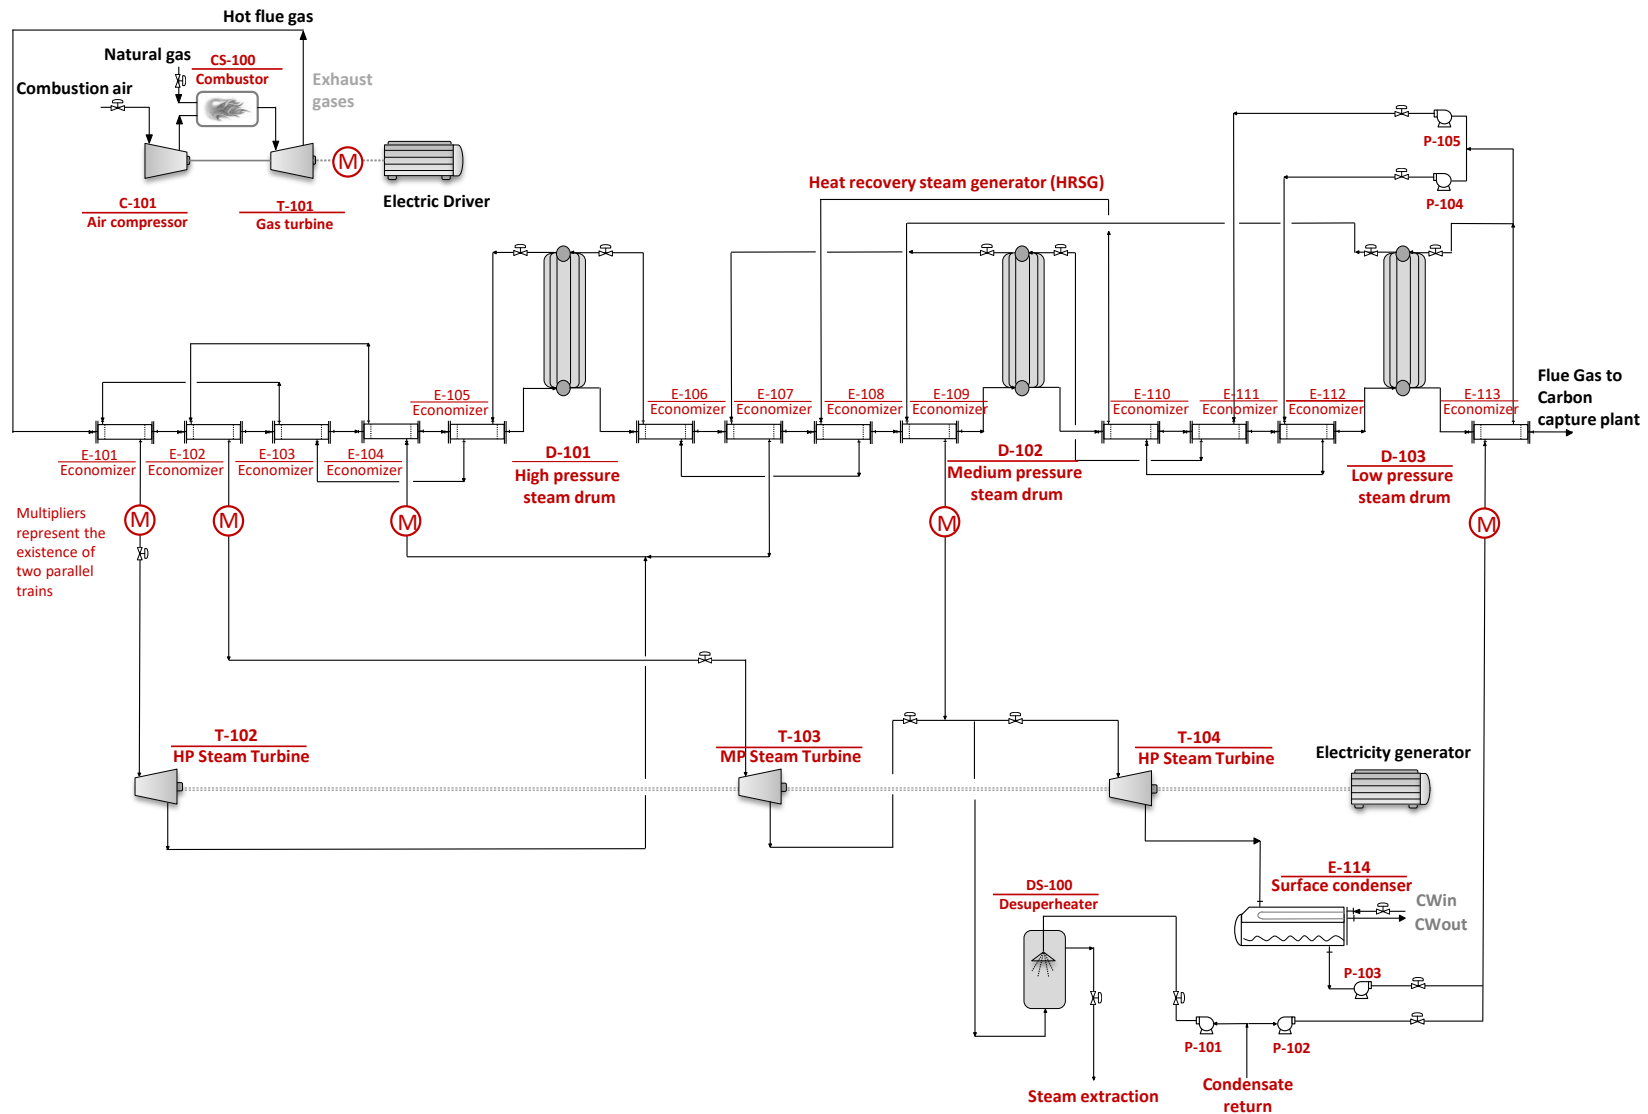 Hot flue gas
Natural gas
CS-100
Combustor
Combustion air
Exhaust
gases
M
Electric Driver
C-101
Air compressor
T-101
Gas turbine
Heat recovery steam generator (HRSG)
P-105
P-104
E-105
Economizer
E-106
Economizer
E-107
Economizer
E-108
Economizer
E-109
Economizer
E-110
Economizer
E-111
Economizer
E-112
Economizer
E-113
Economizer
Flue Gas to
Carbon
capture plant
E-101
Economizer
E-102
Economizer
E-103
Economizer
E-104
Economizer
D-101
High pressure
steam drum
D-102
Medium pressure
steam drum
D-103
Low pressure
steam drum
Multipliers
represent the
existence of
two parallel
trains
M
M
M
M
M
T-102
HP Steam Turbine
T-103
MP Steam Turbine
T-104
HP Steam Turbine
Electricity generator
E-114
Surface condenser
CWin
CWout
DS-100
Desuperheater
P-103
P-101
P-102
Steam extraction
Condensate
return